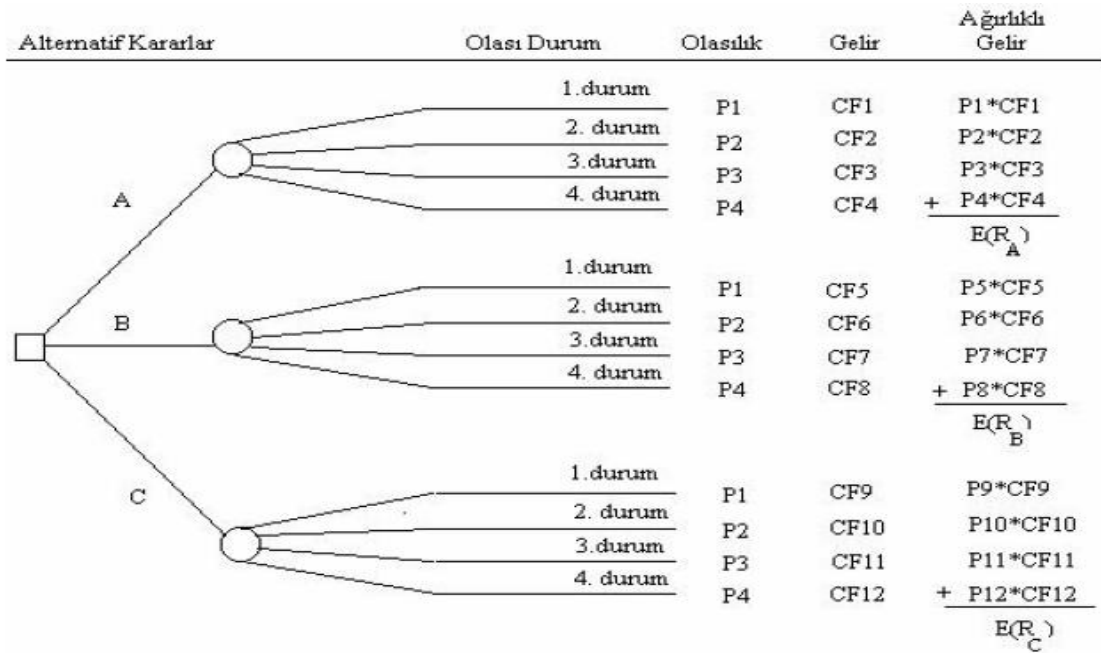 Ağırlıklı
Alternatif Kararlar Olası Durum Olasılık Gelir Gelir
1.durum P1 CF1 P1*CF1
2. durum P2 CF2 P2*CF2
3.durum P3 CF3 P3*CF3
A 4. durum P4 CF4 + P4*CF4
E(R_A)
1.durum P1 CF5 P5*CF5
2. durum P2 CF6 P6*CF6
B 3.durum P3 CF7 P7*CF7
4. durum P4 CF8 + P8*CF8
E(R_B)
1.durum P1 CF9 P9*CF9
C 2. durum P2 CF10 P10*CF10
3.durum P3 CF11 P11*CF11
4. durum P4 CF12 + P12*CF12
E(R_C)